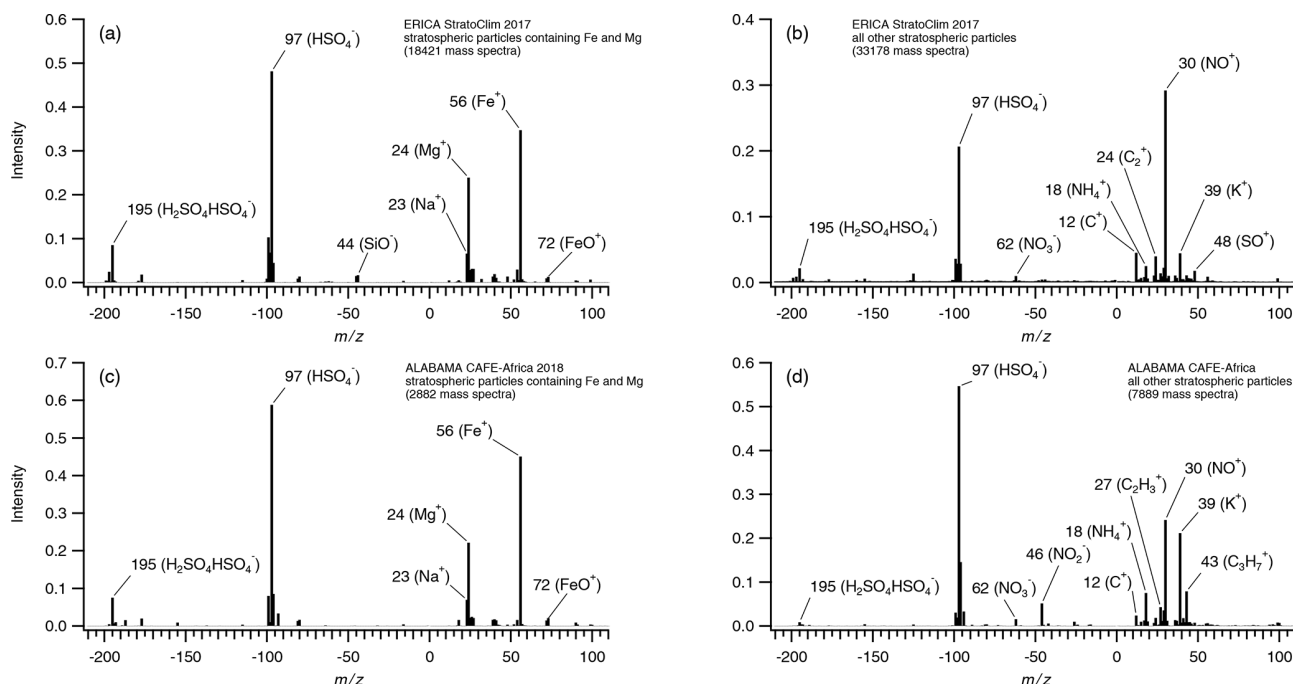 (a)
ERICA StratoClim 2017
stratospheric particles containing Fe and Mg
(18421 mass spectra)
0.6
0.5
0.4
0.3
0.2
0.1
0.0
Intensity
97 (HSO₄⁻)
56 (Fe⁺)
24 (Mg⁺)
23 (Na⁺)
195 (H₂SO₄HSO₄⁻)
44 (SiO⁻)
72 (FeO⁺)
-200 -150 -100 -50 0 50 100
m/z
(b)
ERICA StratoClim 2017
all other stratospheric particles
(33178 mass spectra)
0.4
0.3
0.2
0.1
0.0
30 (NO⁺)
97 (HSO₄⁻)
24 (C₂⁺)
18 (NH₄⁺)
39 (K⁺)
12 (C⁺)
195 (H₂SO₄HSO₄⁻)
62 (NO₃⁻)
48 (SO⁺)
-200 -150 -100 -50 0 50 100
m/z
(c)
ALABAMA CAFE-Africa 2018
stratospheric particles containing Fe and Mg
(2882 mass spectra)
0.7
0.6
0.5
0.4
0.3
0.2
0.1
0.0
Intensity
97 (HSO₄⁻)
56 (Fe⁺)
24 (Mg⁺)
195 (H₂SO₄HSO₄⁻)
23 (Na⁺)
72 (FeO⁺)
-200 -150 -100 -50 0 50 100
m/z
(d)
ALABAMA CAFE-Africa
all other stratospheric particles
(7889 mass spectra)
0.6
0.5
0.4
0.3
0.2
0.1
0.0
97 (HSO₄⁻)
30 (NO⁺)
27 (C₂H₃⁺)
39 (K⁺)
18 (NH₄⁺)
46 (NO₂⁻)
43 (C₃H₇⁺)
12 (C⁺)
195 (H₂SO₄HSO₄⁻)
62 (NO₃⁻)
-200 -150 -100 -50 0 50 100
m/z